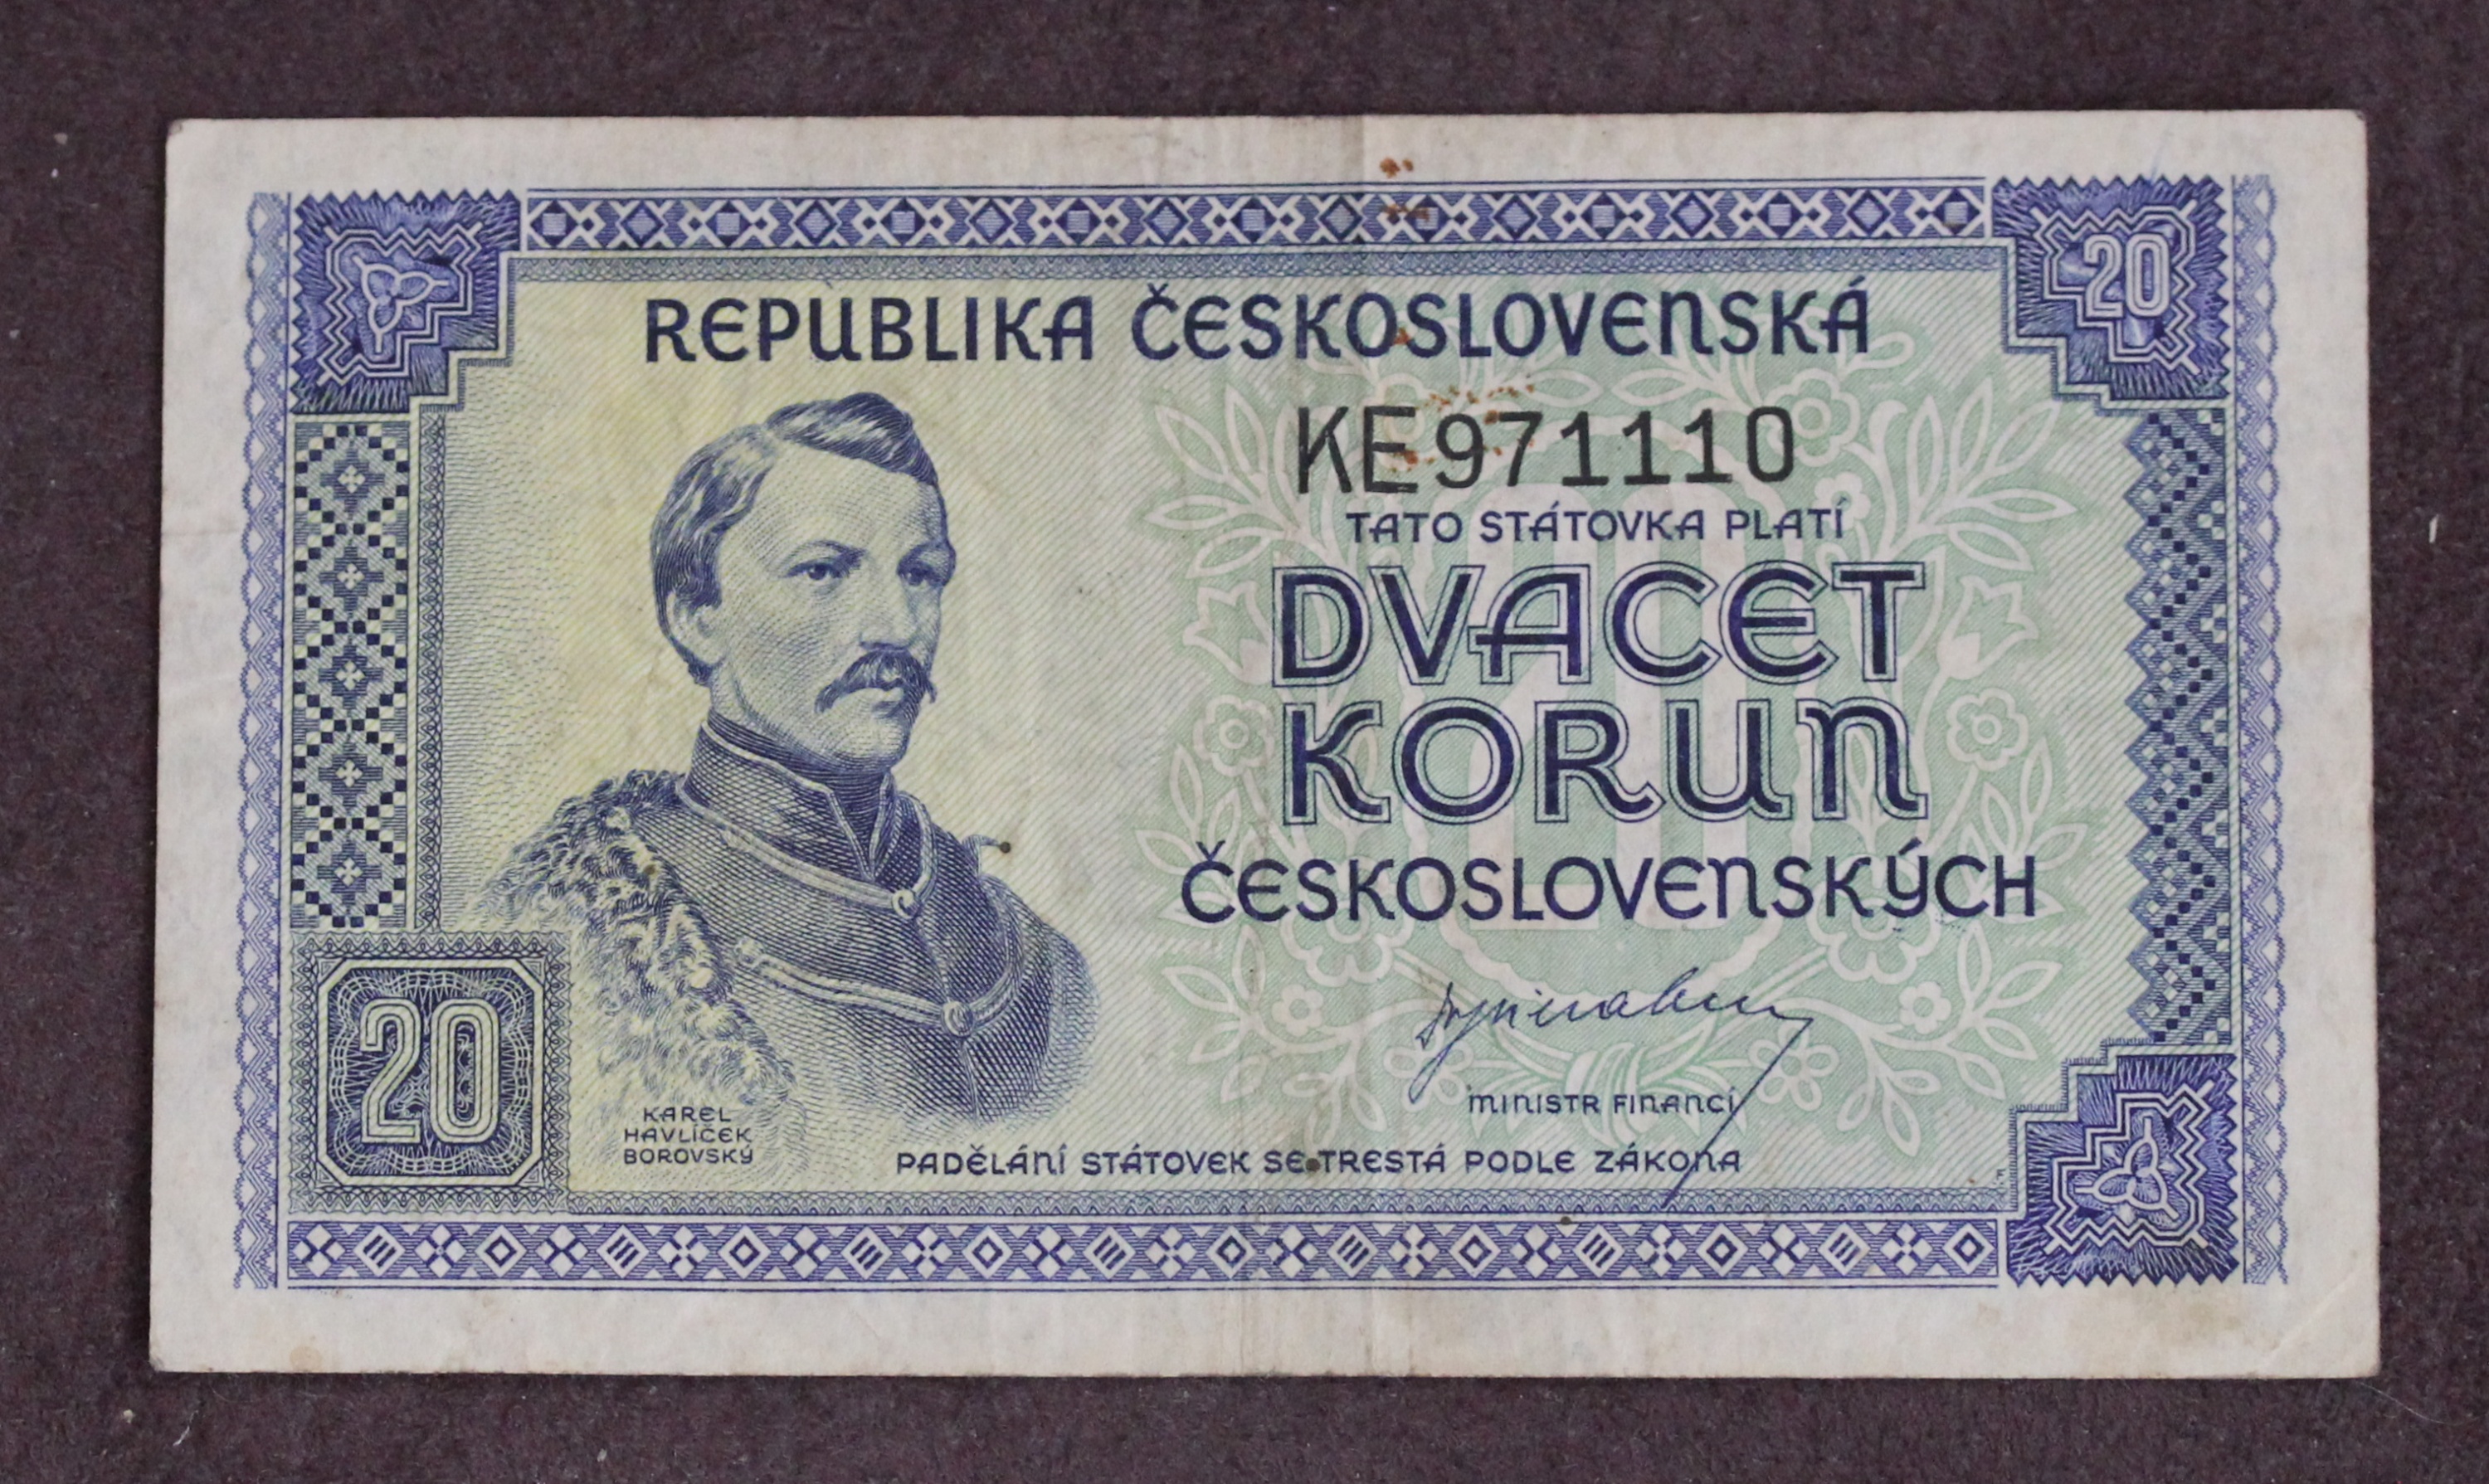 20
REPUBLIKA ČESKOSLOVENSKÁ
KE971110
TATO STÁTOVKA PLATÍ
DVACET
KORUN
ČESKOSLOVENSKÝCH
MINISTR FINANCÍ
20
KAREL
HAVLÍČEK
BOROVSKÝ
PADĚLÁNÍ STÁTOVEK SE TRESTÁ PODLE ZÁKONA